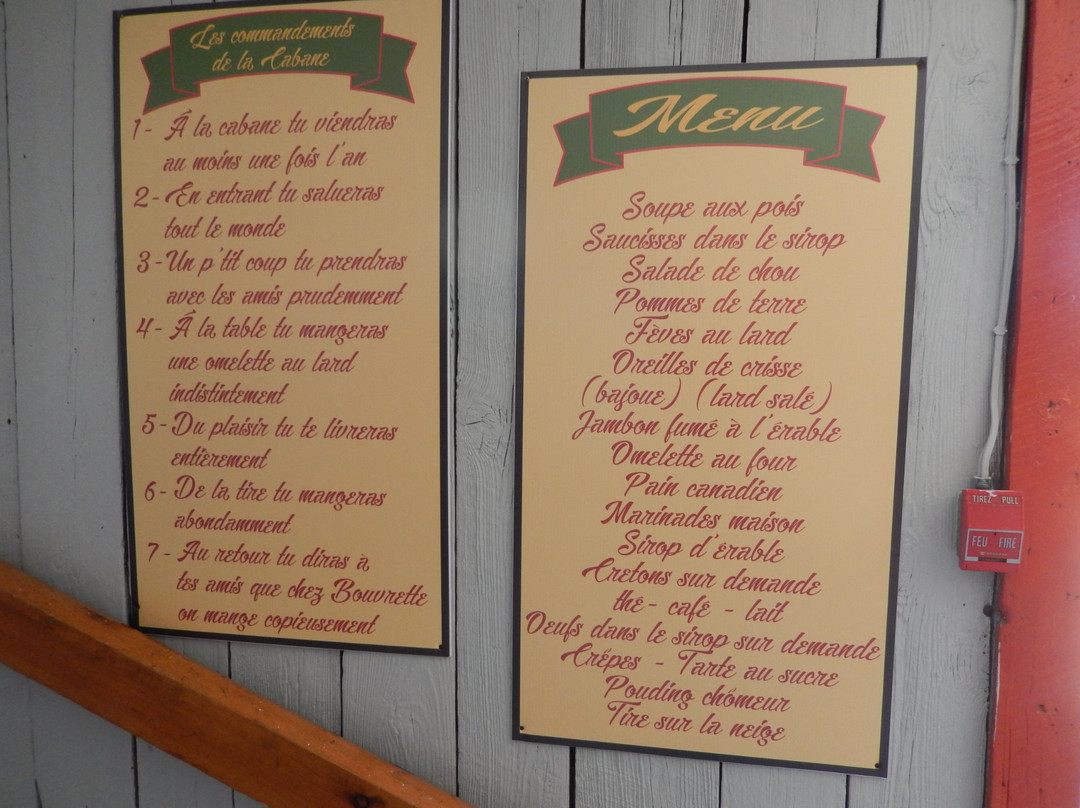 Les commandements
de la Cabane
1- À la cabane tu viendras
au moins une fois l'an
2- En entrant tu salueras
tout le monde
3- Un p'tit coup tu prendras
avec les amis prudemment
4- À la table tu mangeras
une omelette au lard
indistintement
5- Du plaisir tu te livreras
entièrement
6- De la tire tu mangeras
abondamment
7- Au retour tu diras à
tes amis que chez Bouvrette
on mange copieusement
Menu
Soupe aux pois
Saucisses dans le sirop
Salade de chou
Pommes de terre
Fèves au lard
Oreilles de crisse
(bajoue) (lard salé)
Jambon fumé à l'érable
Omelette au four
Pain canadien
Marinades maison
Sirop d'érable
Cretons sur demande
thé - café - lait
Oeufs dans le sirop sur demande
Crêpes - Tarte au sucre
Pouding chômeur
Tire sur la neige
TIREZ PULL
FEU FIRE